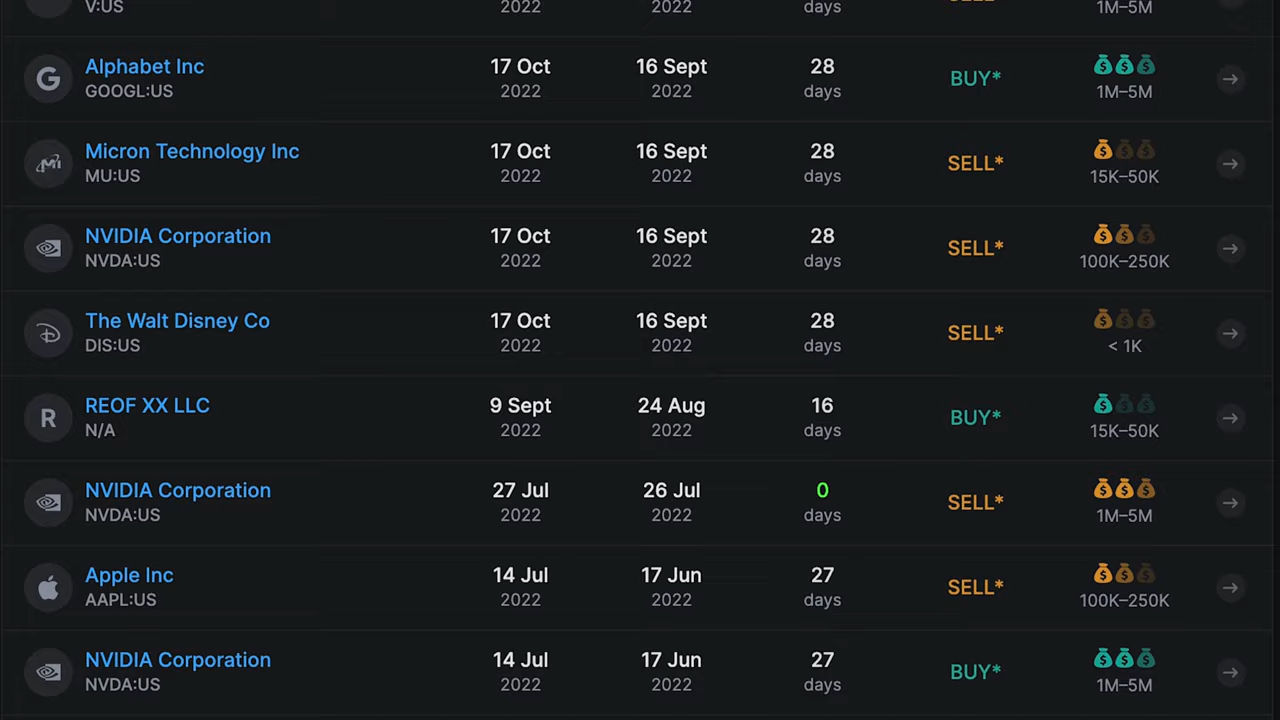 V:US 2022 2022 days SELL* 1M–5M
Alphabet Inc 17 Oct 16 Sept 28 BUY*
GOOGL:US 2022 2022 days 1M–5M
Micron Technology Inc 17 Oct 16 Sept 28 SELL*
MU:US 2022 2022 days 15K–50K
NVIDIA Corporation 17 Oct 16 Sept 28 SELL*
NVDA:US 2022 2022 days 100K–250K
The Walt Disney Co 17 Oct 16 Sept 28 SELL*
DIS:US 2022 2022 days < 1K
R REOF XX LLC 9 Sept 24 Aug 16 BUY*
N/A 2022 2022 days 15K–50K
NVIDIA Corporation 27 Jul 26 Jul 0 SELL*
NVDA:US 2022 2022 days 1M–5M
Apple Inc 14 Jul 17 Jun 27 SELL*
AAPL:US 2022 2022 days 100K–250K
NVIDIA Corporation 14 Jul 17 Jun 27 BUY*
NVDA:US 2022 2022 days 1M–5M